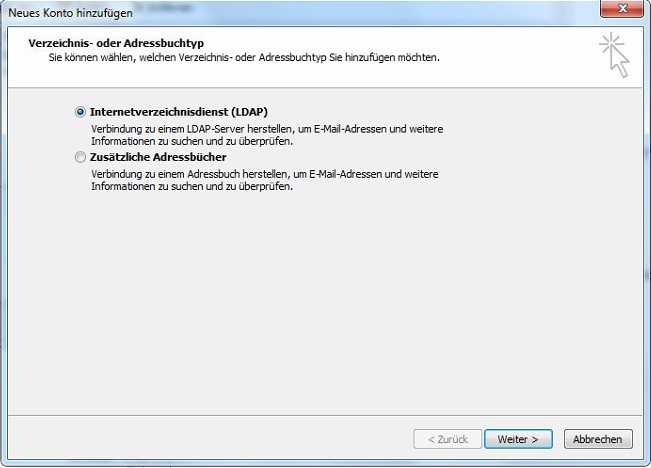 Neues Konto hinzufügen
Verzeichnis- oder Adressbuchtyp
Sie können wählen, welchen Verzeichnis- oder Adressbuchtyp Sie hinzufügen möchten.
Internetverzeichnisdienst (LDAP)
Verbindung zu einem LDAP-Server herstellen, um E-Mail-Adressen und weitere
Informationen zu suchen und zu überprüfen.
Zusätzliche Adressbücher
Verbindung zu einem Adressbuch herstellen, um E-Mail-Adressen und weitere
Informationen zu suchen und zu überprüfen.
< Zurück Weiter > Abbrechen